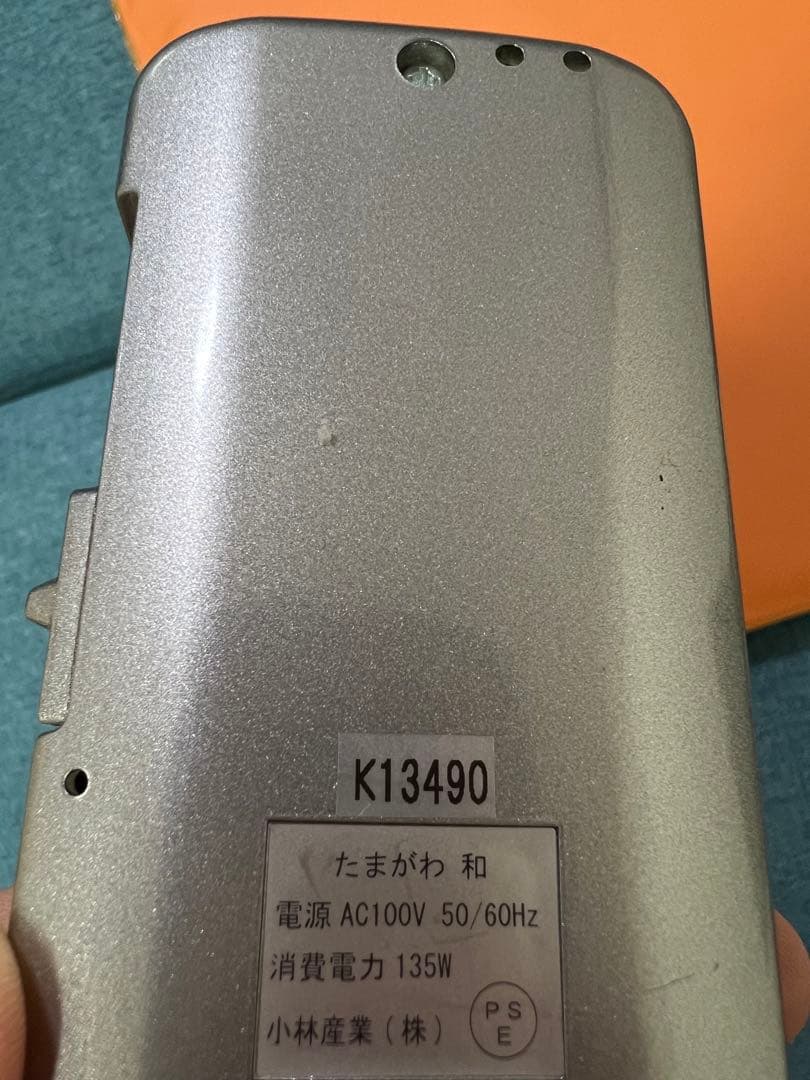 K13490
たまがわ 和
電源 AC100V 50/60Hz
消費電力 135W
小林産業(株)
PS
E